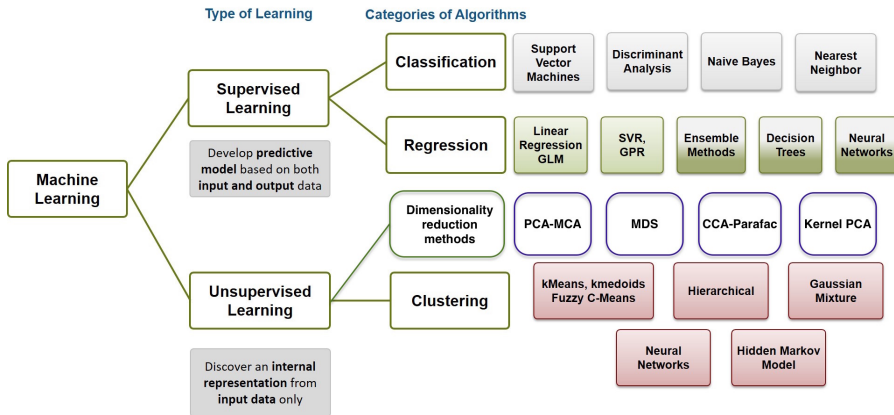 Type of Learning
Categories of Algorithms
Machine
Learning
Supervised
Learning
Develop predictive
model based on both
input and output data
Classification
Support
Vector
Machines
Discriminant
Analysis
Naive Bayes
Nearest
Neighbor
Regression
Linear
Regression
GLM
SVR,
GPR
Ensemble
Methods
Decision
Trees
Neural
Networks
Unsupervised
Learning
Discover an internal
representation from
input data only
Dimensionality
reduction
methods
PCA-MCA
MDS
CCA-Parafac
Kernel PCA
Clustering
kMeans, kmedoids
Fuzzy C-Means
Hierarchical
Gaussian
Mixture
Neural
Networks
Hidden Markov
Model